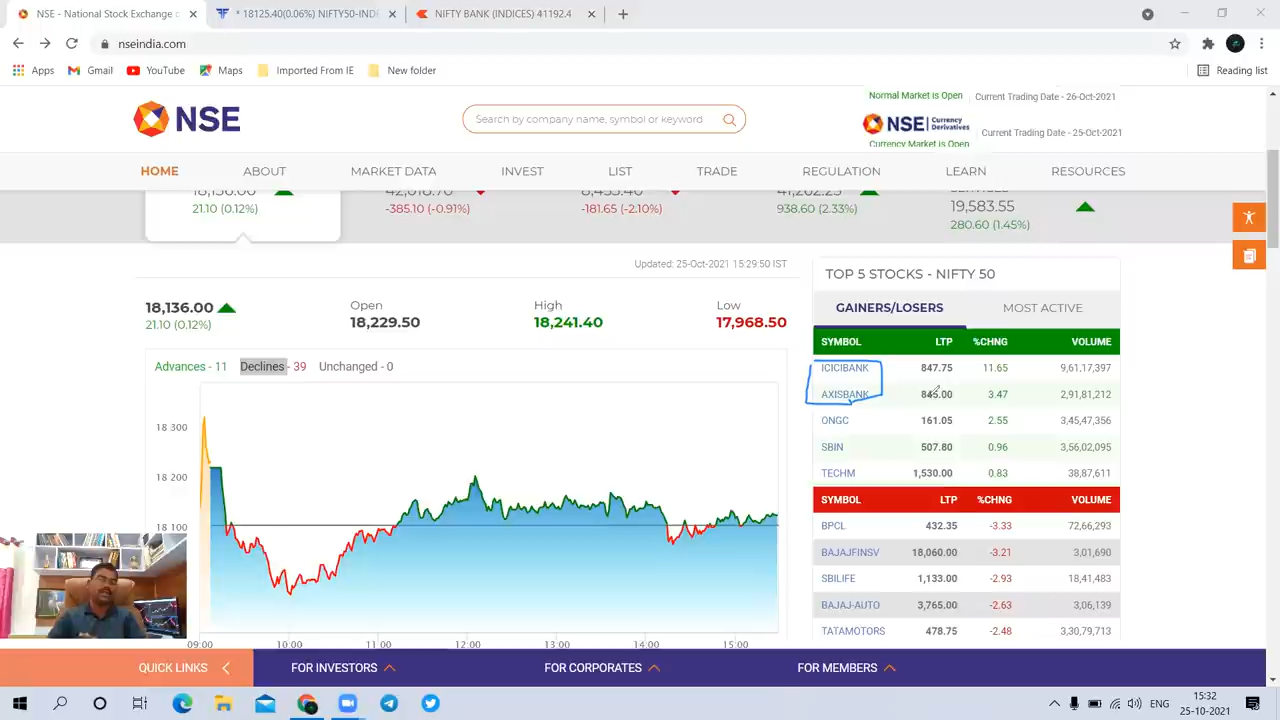 NSE - National Stock Exchange o
* 18125.40(0.06%) NIFTY50-INDE
NIFTY BANK (INDICES) 41192.4
nseindia.com
Apps Gmail YouTube Maps Imported From IE New folder Reading list
NSE
Search by company name, symbol or keyword
Normal Market is Open Current Trading Date - 26-Oct-2021
NSE Currency Derivatives Current Trading Date - 25-Oct-2021
Currency Market is Open
HOME ABOUT MARKET DATA INVEST LIST TRADE REGULATION LEARN RESOURCES
18,136.00
21.10 (0.12%) -385.10 (-0.91%) -181.65 (-2.10%) 938.60 (2.33%)
19,583.55
280.60 (1.45%)
Updated: 25-Oct-2021 15:29:50 IST
18,136.00
21.10 (0.12%)
Open
18,229.50
High
18,241.40
Low
17,968.50
Advances - 11 Declines - 39 Unchanged - 0
18 300
18 200
18 100
09:00 10:00 11:00 12:00 13:00 14:00 15:00
TOP 5 STOCKS - NIFTY 50
GAINERS/LOSERS MOST ACTIVE
SYMBOL LTP %CHNG VOLUME
ICICIBANK 847.75 11.65 9,61,17,397
AXISBANK 3.47 2,91,81,212
ONGC 161.05 2.55 3,45,47,356
SBIN 507.80 0.96 3,56,02,095
TECHM 1,530.00 0.83 38,87,611
SYMBOL LTP %CHNG VOLUME
BPCL 432.35 -3.33 72,66,293
BAJAJFINSV 18,060.00 -3.21 3,01,690
SBILIFE 1,133.00 -2.93 18,41,483
BAJAJ-AUTO 3,765.00 -2.63 3,06,139
TATAMOTORS 478.75 -2.48 3,30,79,713
QUICK LINKS FOR INVESTORS FOR CORPORATES FOR MEMBERS
ENG
15:32
25-10-2021